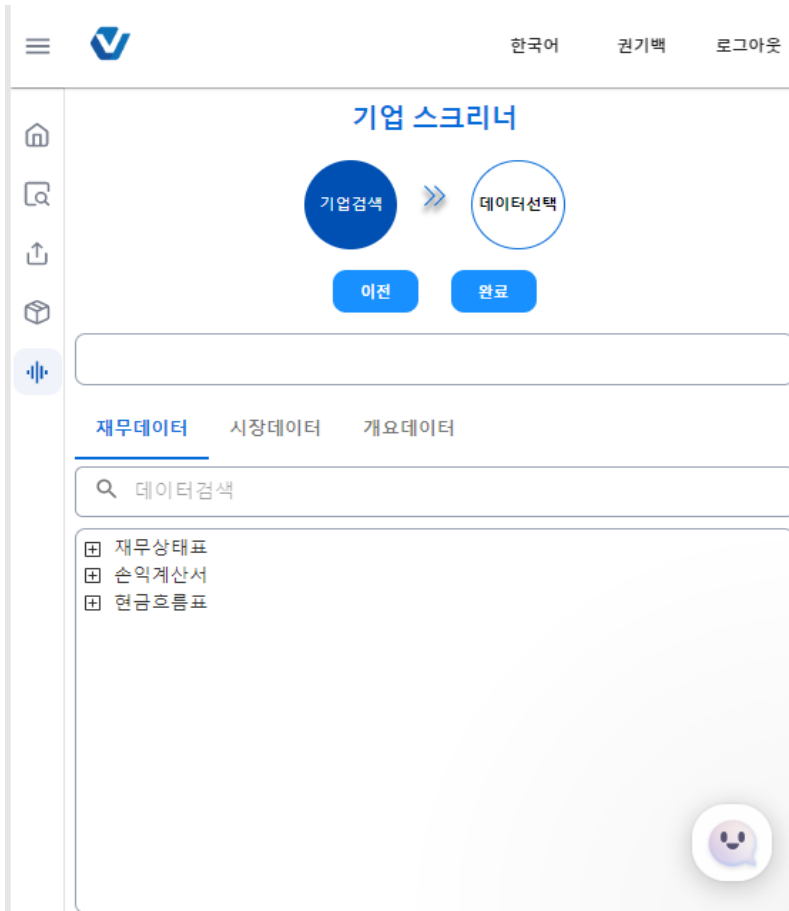 한국어 권기백 로그아웃
기업 스크리너
기업검색 데이터선택
이전 완료
재무데이터 시장데이터 개요데이터
데이터검색
재무상태표
손익계산서
현금흐름표